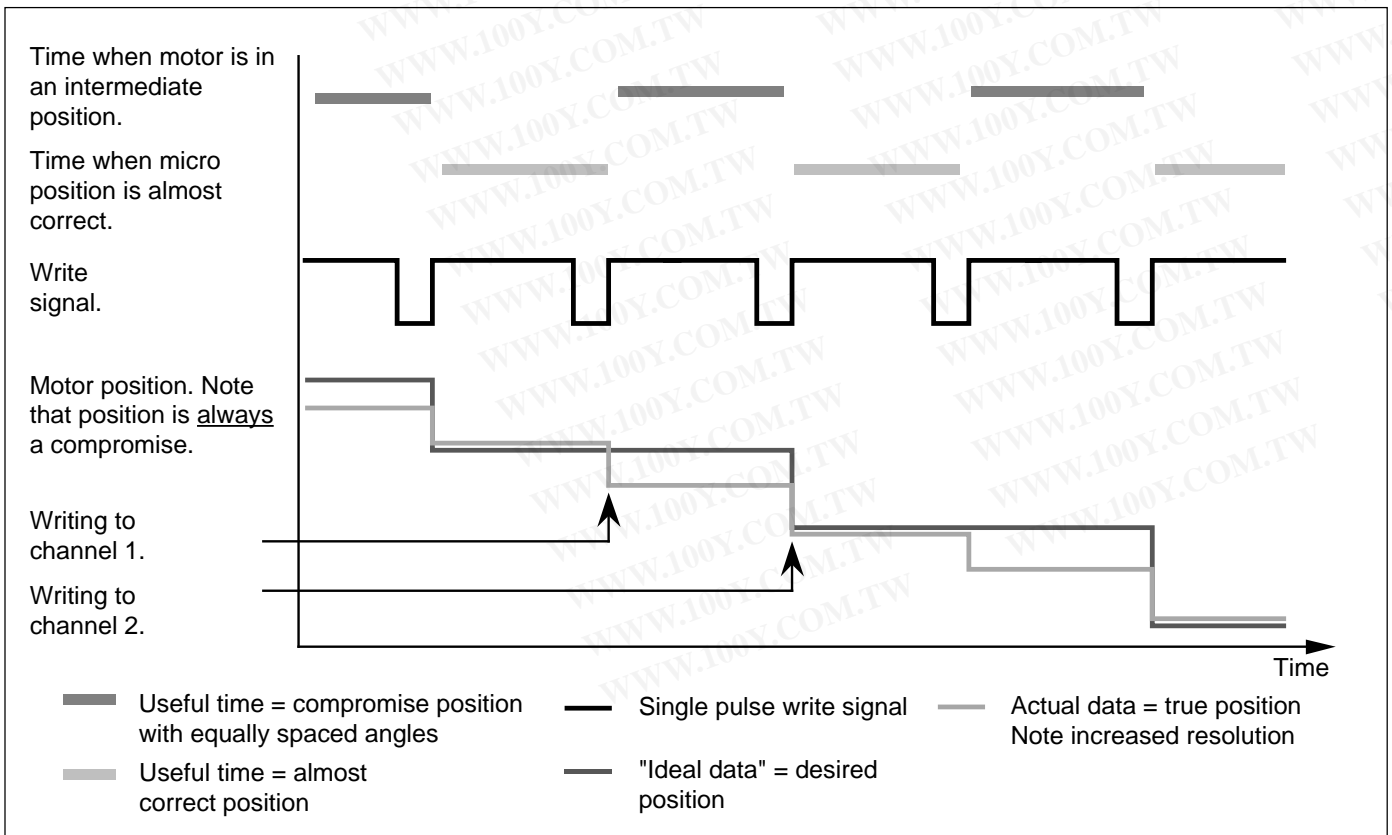 Time when motor is in
an intermediate
position.
Time when micro
position is almost
correct.
Write
signal.
Motor position. Note
that position is always
a compromise.
Writing to
channel 1.
Writing to
channel 2.
Time
Useful time = compromise position
with equally spaced angles
Useful time = almost
correct position
Single pulse write signal
"Ideal data" = desired
position
Actual data = true position
Note increased resolution
WWW.100Y.COM.TW